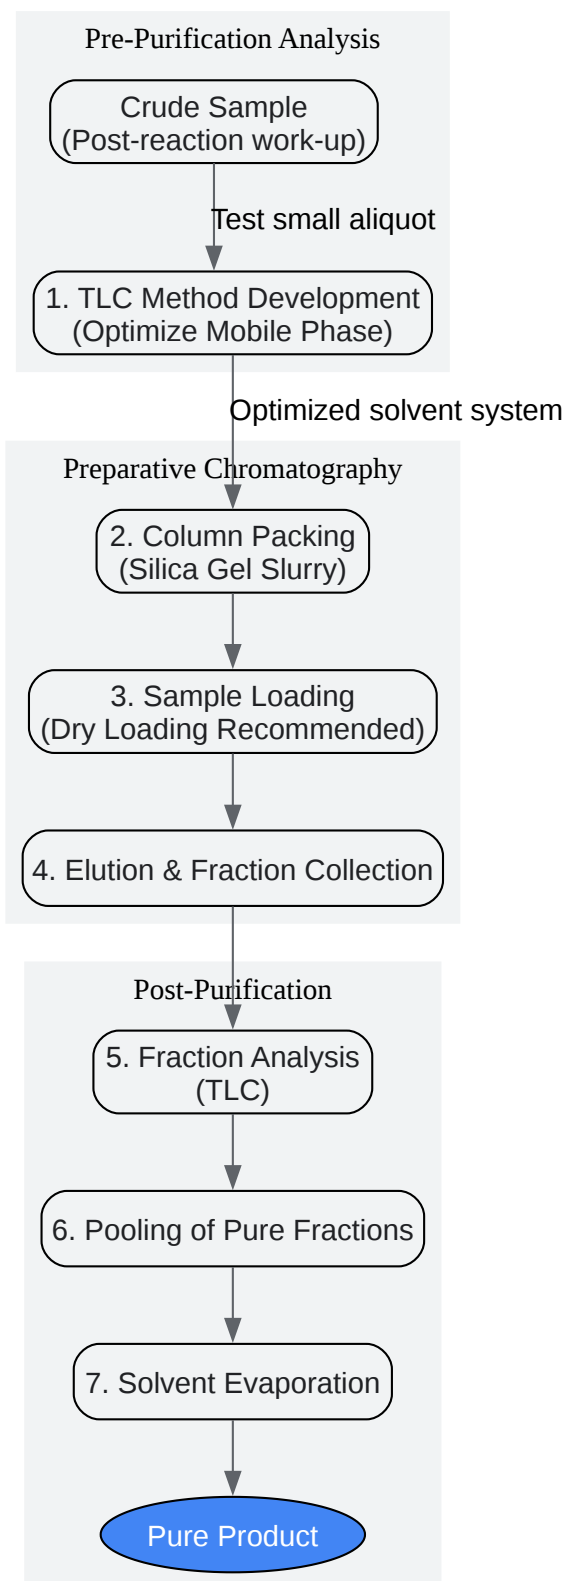 Pre-Purification Analysis
Crude Sample
(Post-reaction work-up)
Test small aliquot
1. TLC Method Development
(Optimize Mobile Phase)
Optimized solvent system
Preparative Chromatography
2. Column Packing
(Silica Gel Slurry)
3. Sample Loading
(Dry Loading Recommended)
4. Elution & Fraction Collection
Post-Purification
5. Fraction Analysis
(TLC)
6. Pooling of Pure Fractions
7. Solvent Evaporation
Pure Product